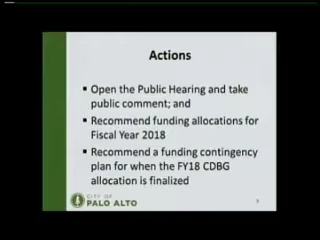 Actions
▪ Open the Public Hearing and take
public comment; and
▪ Recommend funding allocations for
Fiscal Year 2018
▪ Recommend a funding contingency
plan for when the FY18 CDBG
allocation is finalized
CITY OF
PALO ALTO